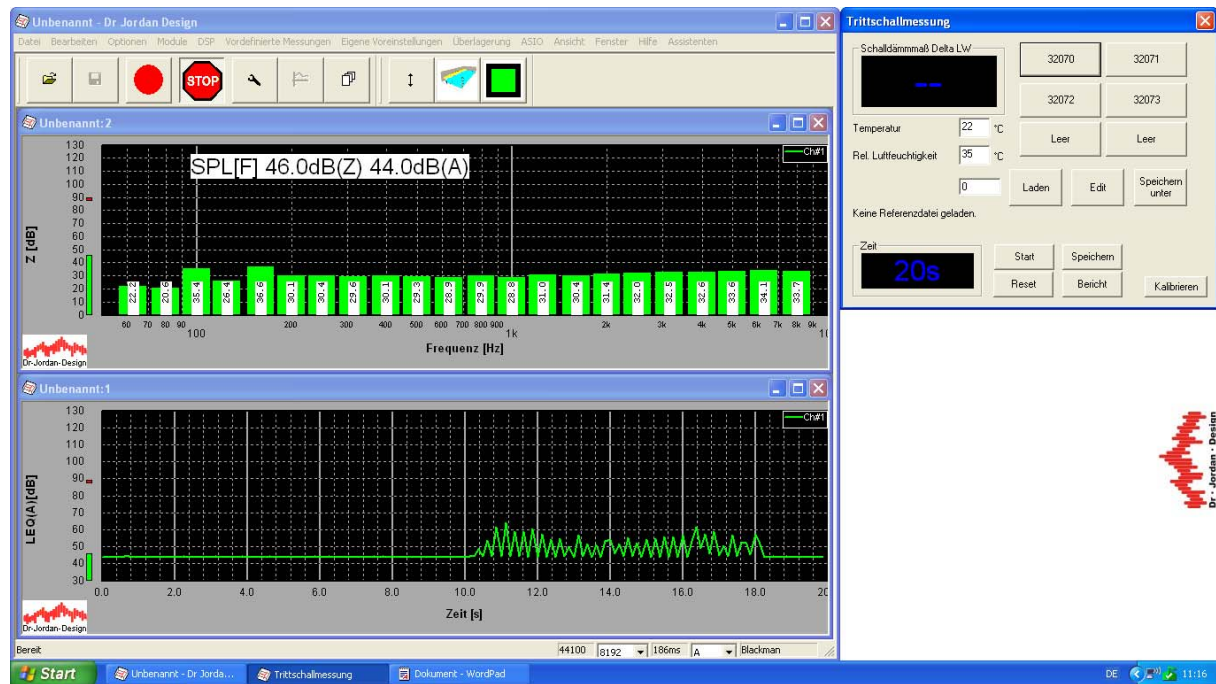 Unbenannt - Dr Jordan Design
Datei Bearbeiten Optionen Module DSP Vordefinierte Messungen Eigene Voreinstellungen Überlagerung ASIO Ansicht Fenster Hilfe Assistenten
STOP
Unbenannt:2
130
120
110
100
90
80
70
60
50
40
30
20
10
0
Z [dB]
SPL[F] 46.0dB(Z) 44.0dB(A)
Ch#1
22.2 20.6 35.4 26.4 36.6 30.1 30.4 29.6 30.1 29.3 28.9 29.9 28.8 31.0 30.4 31.4 32.0 32.5 32.6 33.6 34.1 33.7
60 70 80 90 100 200 300 400 500 600 700 800 900 1k 2k 3k 4k 5k 6k 7k 8k 9k 1(
Frequenz [Hz]
Dr-Jordan-Design
Unbenannt:1
130
120
110
100
90
80
70
60
50
40
30
LEQ(A)[dB]
Ch#1
0.0 2.0 4.0 6.0 8.0 10.0 12.0 14.0 16.0 18.0 20
Zeit [s]
Dr-Jordan-Design
Bereit
44100 8192 186ms A Blackman
Trittschallmessung
Schalldämmmaß Delta LW
--
32070 32071
32072 32073
Leer Leer
Temperatur 22 °C
Rel. Luftfeuchtigkeit 35 °C
0
Laden Edit Speichern unter
Keine Referenzdatei geladen.
Zeit
20s
Start Speichern
Reset Bericht Kalibrieren
Dr · Jordan · Design
Start Unbenannt - Dr Jorda... Trittschallmessung Dokument - WordPad DE 11:16